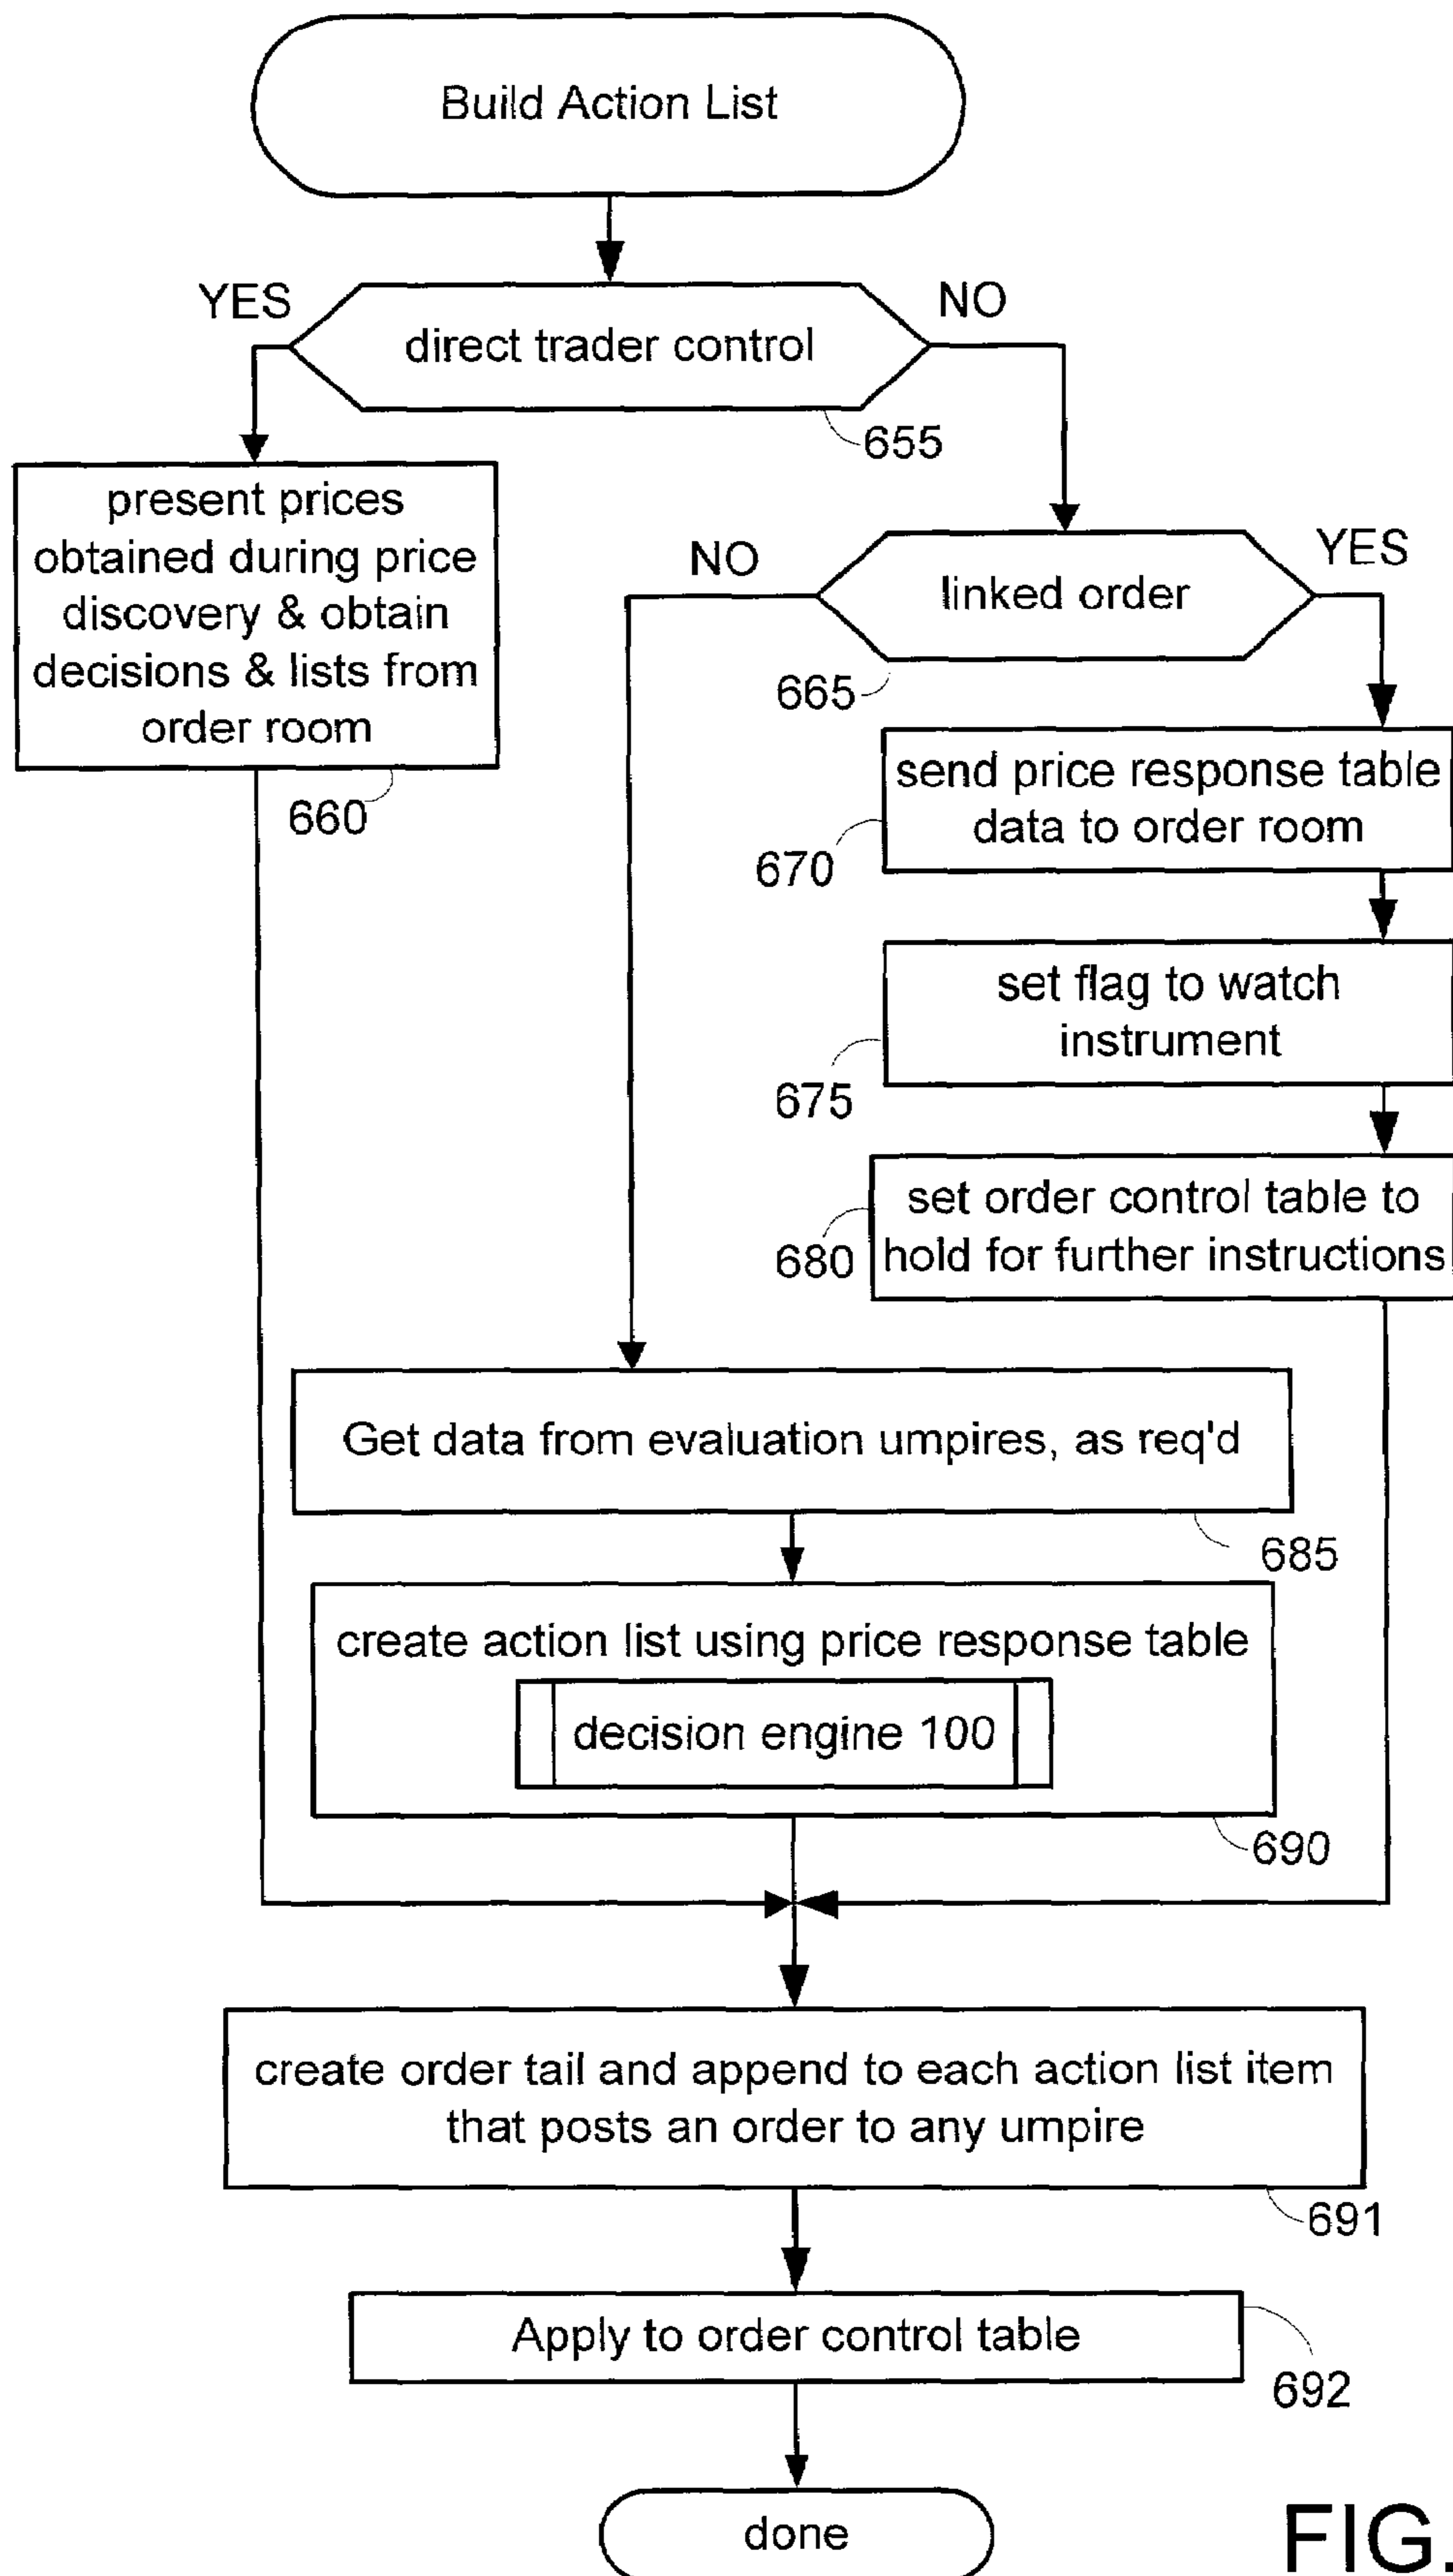 Build Action List
YES
NO
direct trader control
655
present prices
obtained during price
discovery & obtain
decisions & lists from
order room
660
NO
YES
linked order
665
send price response table
data to order room
670
set flag to watch
instrument
675
set order control table to
hold for further instructions
680
Get data from evaluation umpires, as req'd
685
create action list using price response table
decision engine 100
690
create order tail and append to each action list item
that posts an order to any umpire
691
Apply to order control table
692
done
FIG.